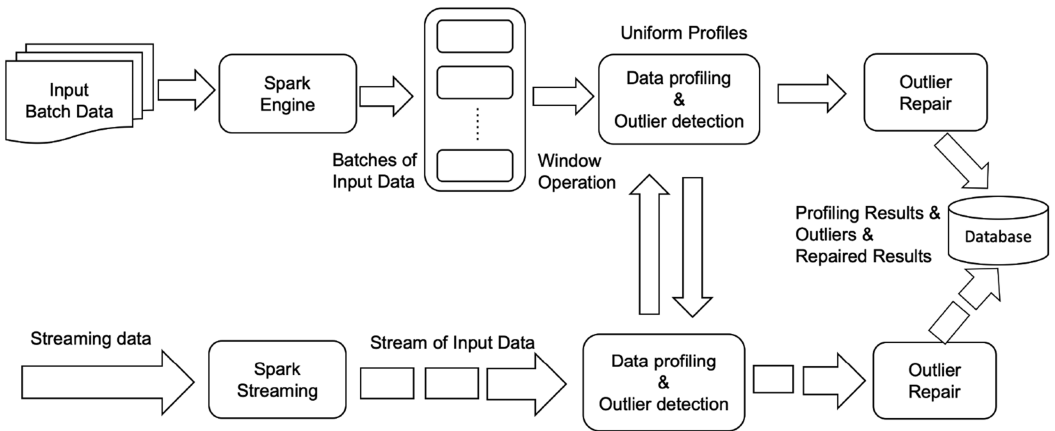 Uniform Profiles
Input
Batch Data
Spark
Engine
Batches of
Input Data
Window
Operation
Data profiling
&
Outlier detection
Outlier
Repair
Profiling Results &
Outliers &
Repaired Results
Database
Streaming data
Spark
Streaming
Stream of Input Data
Data profiling
&
Outlier detection
Outlier
Repair